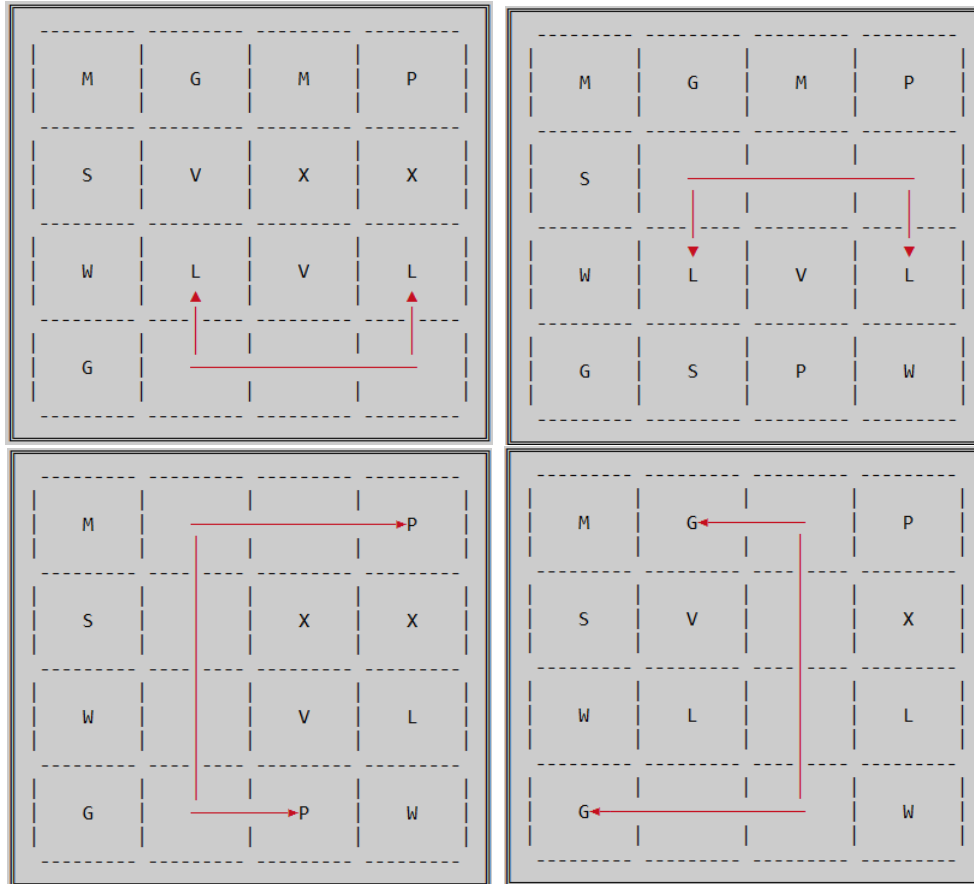 M G M P
S V X X
W L V L
G
M G M P
S
W L V L
G S P W
M P
S X X
W V L
G P W
M G P
S V X
W L L
G W